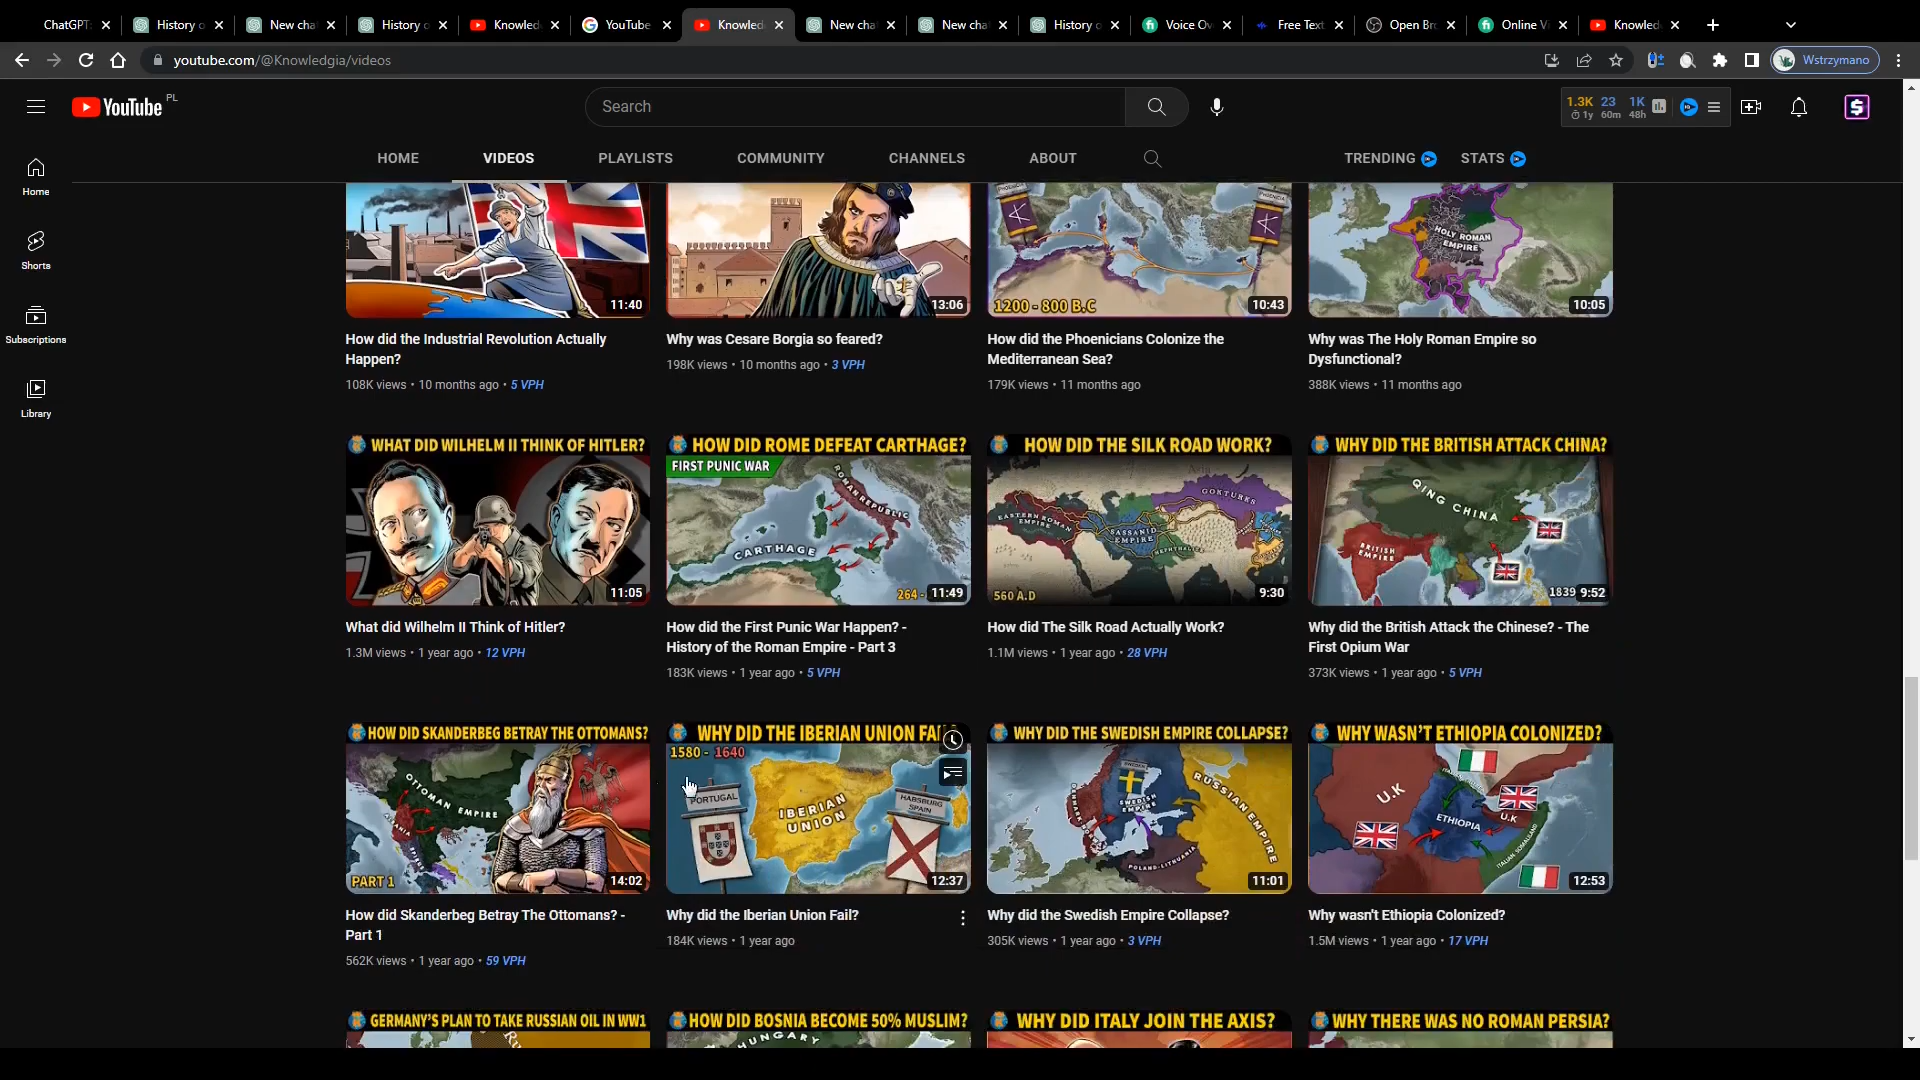 ChatGPT:
History o
New cha
History o
Knowled
YouTube
Knowled
New cha
New cha
History o
Voice Ov
Free Text
Open Bro
Online Vi
Knowled
youtube.com/@Knowledgia/videos
Wstrzymano
YouTube PL
Search
1.3K 23 1K
1y 60m 48h
HOME VIDEOS PLAYLISTS COMMUNITY CHANNELS ABOUT TRENDING STATS
Home
Shorts
Subscriptions
Library
11:40
How did the Industrial Revolution Actually
Happen?
108K views • 10 months ago • 5 VPH
13:06
Why was Cesare Borgia so feared?
198K views • 10 months ago • 3 VPH
PHOENICIA
1200 - 800 B.C
10:43
How did the Phoenicians Colonize the
Mediterranean Sea?
179K views • 11 months ago
HOLY ROMAN
EMPIRE
10:05
Why was The Holy Roman Empire so
Dysfunctional?
388K views • 11 months ago
WHAT DID WILHELM II THINK OF HITLER?
11:05
What did Wilhelm II Think of Hitler?
1.3M views • 1 year ago • 12 VPH
HOW DID ROME DEFEAT CARTHAGE?
FIRST PUNIC WAR
ROMAN REPUBLIC
CARTHAGE
264 -
11:49
How did the First Punic War Happen? -
History of the Roman Empire - Part 3
183K views • 1 year ago • 5 VPH
HOW DID THE SILK ROAD WORK?
GOKTURKS
EASTERN ROMAN
EMPIRE
SASSANID
EMPIRE
HEPHTHALITES
560 A.D
9:30
How did The Silk Road Actually Work?
1.1M views • 1 year ago • 28 VPH
WHY DID THE BRITISH ATTACK CHINA?
QING CHINA
BRITISH
EMPIRE
1839
9:52
Why did the British Attack the Chinese? - The
First Opium War
373K views • 1 year ago • 5 VPH
HOW DID SKANDERBEG BETRAY THE OTTOMANS?
OTTOMAN EMPIRE
ALBANIA
PART 1
14:02
How did Skanderbeg Betray The Ottomans? -
Part 1
562K views • 1 year ago • 59 VPH
WHY DID THE IBERIAN UNION FAI
1580 - 1640
PORTUGAL
IBERIAN
UNION
HABSBURG
SPAIN
12:37
Why did the Iberian Union Fail?
184K views • 1 year ago
WHY DID THE SWEDISH EMPIRE COLLAPSE?
SWEDISH
EMPIRE
RUSSIAN EMPIRE
POLAND-LITHUANIA
11:01
Why did the Swedish Empire Collapse?
305K views • 1 year ago • 3 VPH
WHY WASN'T ETHIOPIA COLONIZED?
U.K
U.K
ETHIOPIA
ITALIAN SOMALILAND
12:53
Why wasn't Ethiopia Colonized?
1.5M views • 1 year ago • 17 VPH
GERMANY'S PLAN TO TAKE RUSSIAN OIL IN WW1
HOW DID BOSNIA BECOME 50% MUSLIM?
HUNGARY
WHY DID ITALY JOIN THE AXIS?
WHY THERE WAS NO ROMAN PERSIA?